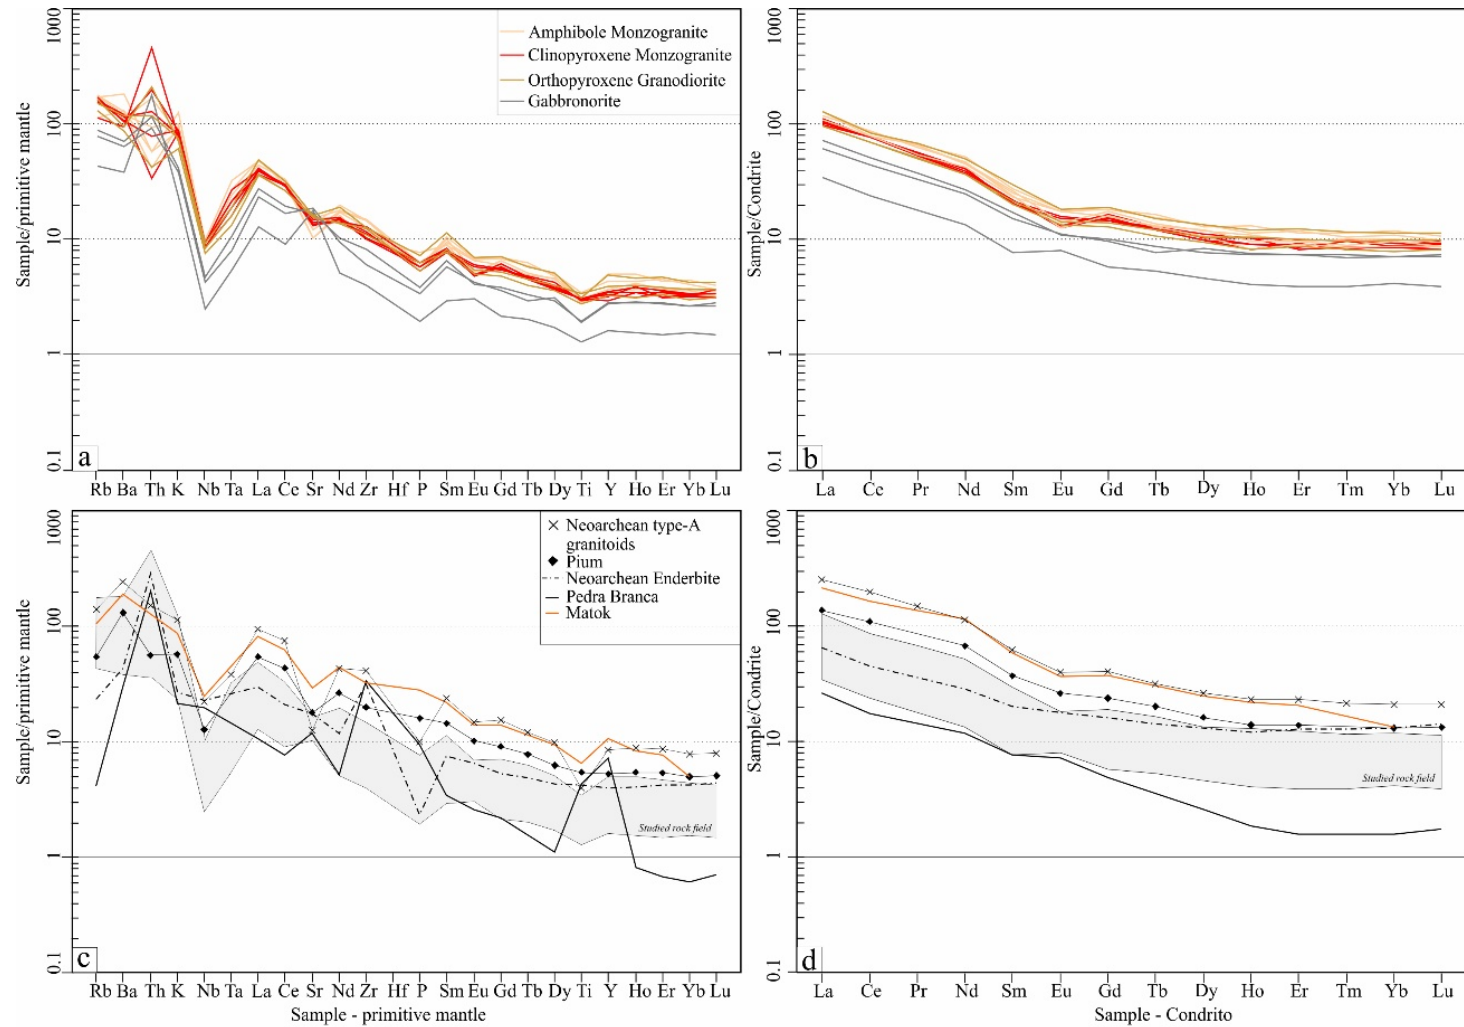 1000
100
10
1
0.1
Sample/primitive mantle
Amphibole Monzogranite
Clinopyroxene Monzogranite
Orthopyroxene Granodiorite
Gabbronorite
a
Rb Ba Th K Nb Ta La Ce Sr Nd Zr Hf P Sm Eu Gd Tb Dy Ti Y Ho Er Yb Lu
1000
100
10
1
0.1
Sample/Condrite
b
La Ce Pr Nd Sm Eu Gd Tb Dy Ho Er Tm Yb Lu
1000
100
10
1
0.1
Sample/primitive mantle
Neoarchean type-A
granitoids
Pium
Neoarchean Enderbite
Pedra Branca
Matok
Studied rock field
c
Rb Ba Th K Nb Ta La Ce Sr Nd Zr Hf P Sm Eu Gd Tb Dy Ti Y Ho Er Yb Lu
Sample - primitive mantle
1000
100
10
1
0.1
Sample/Condrite
Studied rock field
d
La Ce Pr Nd Sm Eu Gd Tb Dy Ho Er Tm Yb Lu
Sample - Condrito